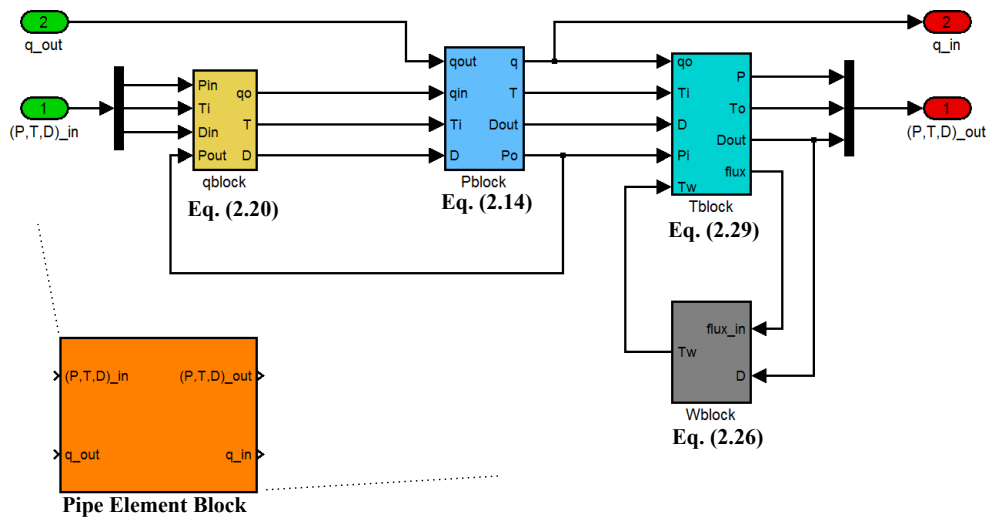 2
q_out
1
(P,T,D)_in
Pin
Ti
Din
Pout
qo
T
D
qblock
Eq. (2.20)
qout
qin
Ti
D
q
T
Dout
Po
Pblock
Eq. (2.14)
qo
Ti
D
Pi
Tw
P
To
Dout
flux
Tblock
Eq. (2.29)
2
q_in
1
(P,T,D)_out
flux_in
Tw
D
Wblock
Eq. (2.26)
(P,T,D)_in
(P,T,D)_out
q_out
q_in
Pipe Element Block